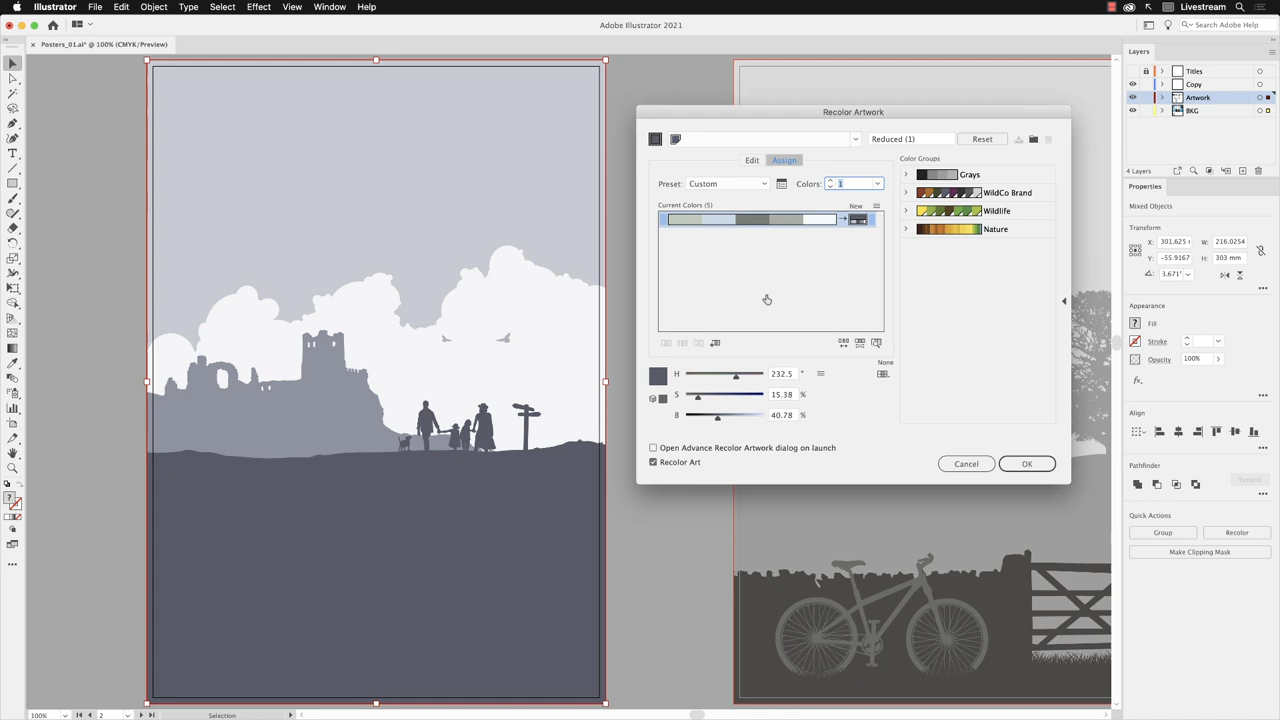 Illustrator File Edit Object Type Select Effect View Window Help Livestream
Adobe Illustrator 2021 Search Adobe Help
Posters_01.ai* @ 100% (CMYK/Preview)
Layers
Titles
Copy
Artwork
BKG
4 Layers
Recolor Artwork
Reduced (1) Reset
Edit Assign
Preset: Custom Colors: 1
Current Colors (5) New
Color Groups
Grays
WildCo Brand
Wildlife
Nature
None
H 232.5 °
S 15.38 %
B 40.78 %
Open Advance Recolor Artwork dialog on launch
Recolor Art
Cancel OK
Properties
Mixed Objects
Transform
X: 301.625 W: 216.0254
Y: -55.9167 H: 303 mm
3.671°
Appearance
Fill
Stroke
Opacity 100%
fx.
Align
Pathfinder
Expand
Quick Actions
Group Recolor
Make Clipping Mask
100% 2 Selection